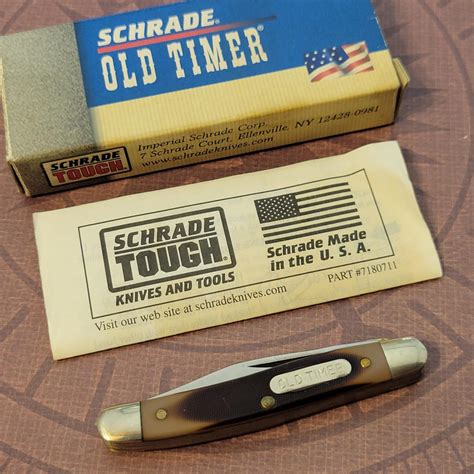 SCHRADE®
OLD TIMER®
Imperial Schrade Corp.
7 Schrade Court, Ellenville, NY 12428-0981
www.schradeknives.com
SCHRADE
TOUGH
SCHRADE
TOUGH
KNIVES AND TOOLS
Schrade Made
in the U. S. A.
Visit our web site at schradeknives.com
PART #7180711
OLD TIMER